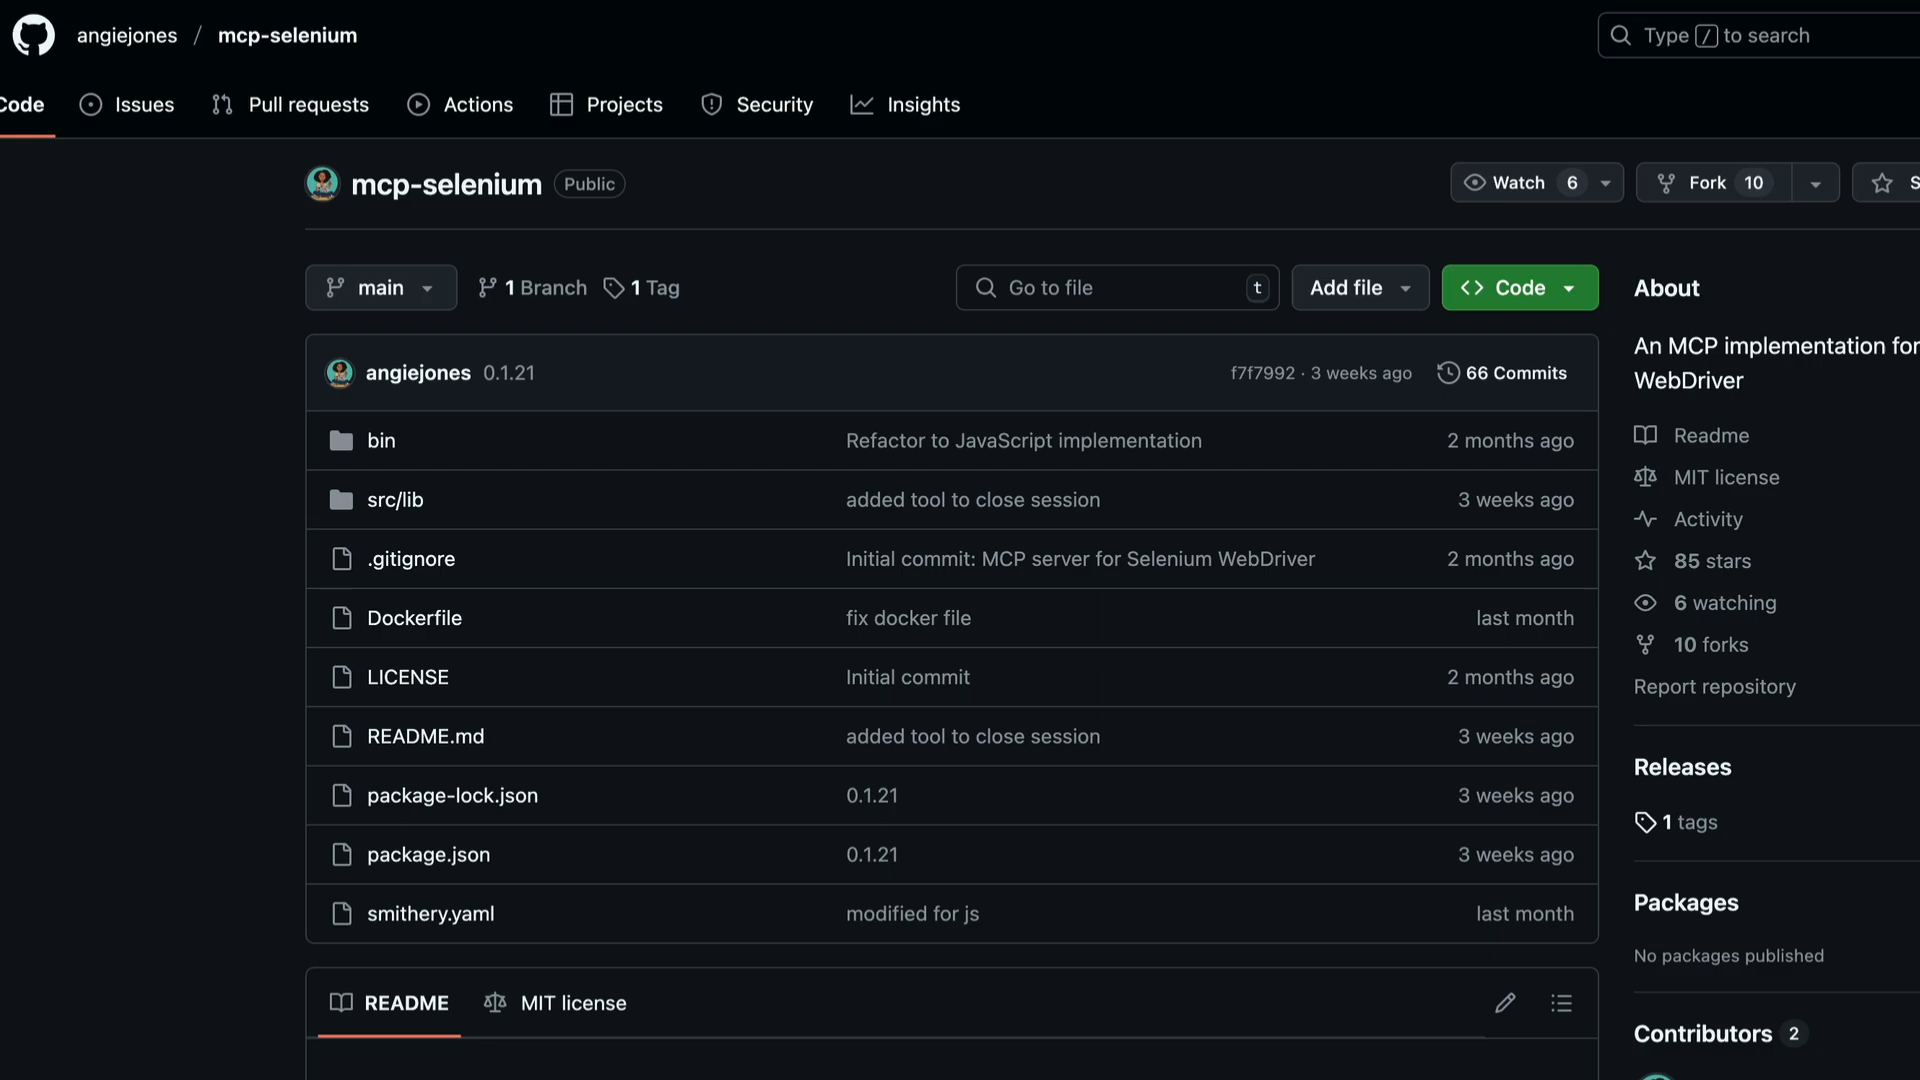 angiejones / mcp-selenium
Type / to search
Code Issues Pull requests Actions Projects Security Insights
mcp-selenium Public
Watch 6 Fork 10
main 1 Branch 1 Tag Go to file t Add file <> Code
angiejones 0.1.21 f7f7992 · 3 weeks ago 66 Commits
bin Refactor to JavaScript implementation 2 months ago
src/lib added tool to close session 3 weeks ago
.gitignore Initial commit: MCP server for Selenium WebDriver 2 months ago
Dockerfile fix docker file last month
LICENSE Initial commit 2 months ago
README.md added tool to close session 3 weeks ago
package-lock.json 0.1.21 3 weeks ago
package.json 0.1.21 3 weeks ago
smithery.yaml modified for js last month
README MIT license
About
An MCP implementation for
WebDriver
Readme
MIT license
Activity
85 stars
6 watching
10 forks
Report repository
Releases
1 tags
Packages
No packages published
Contributors 2